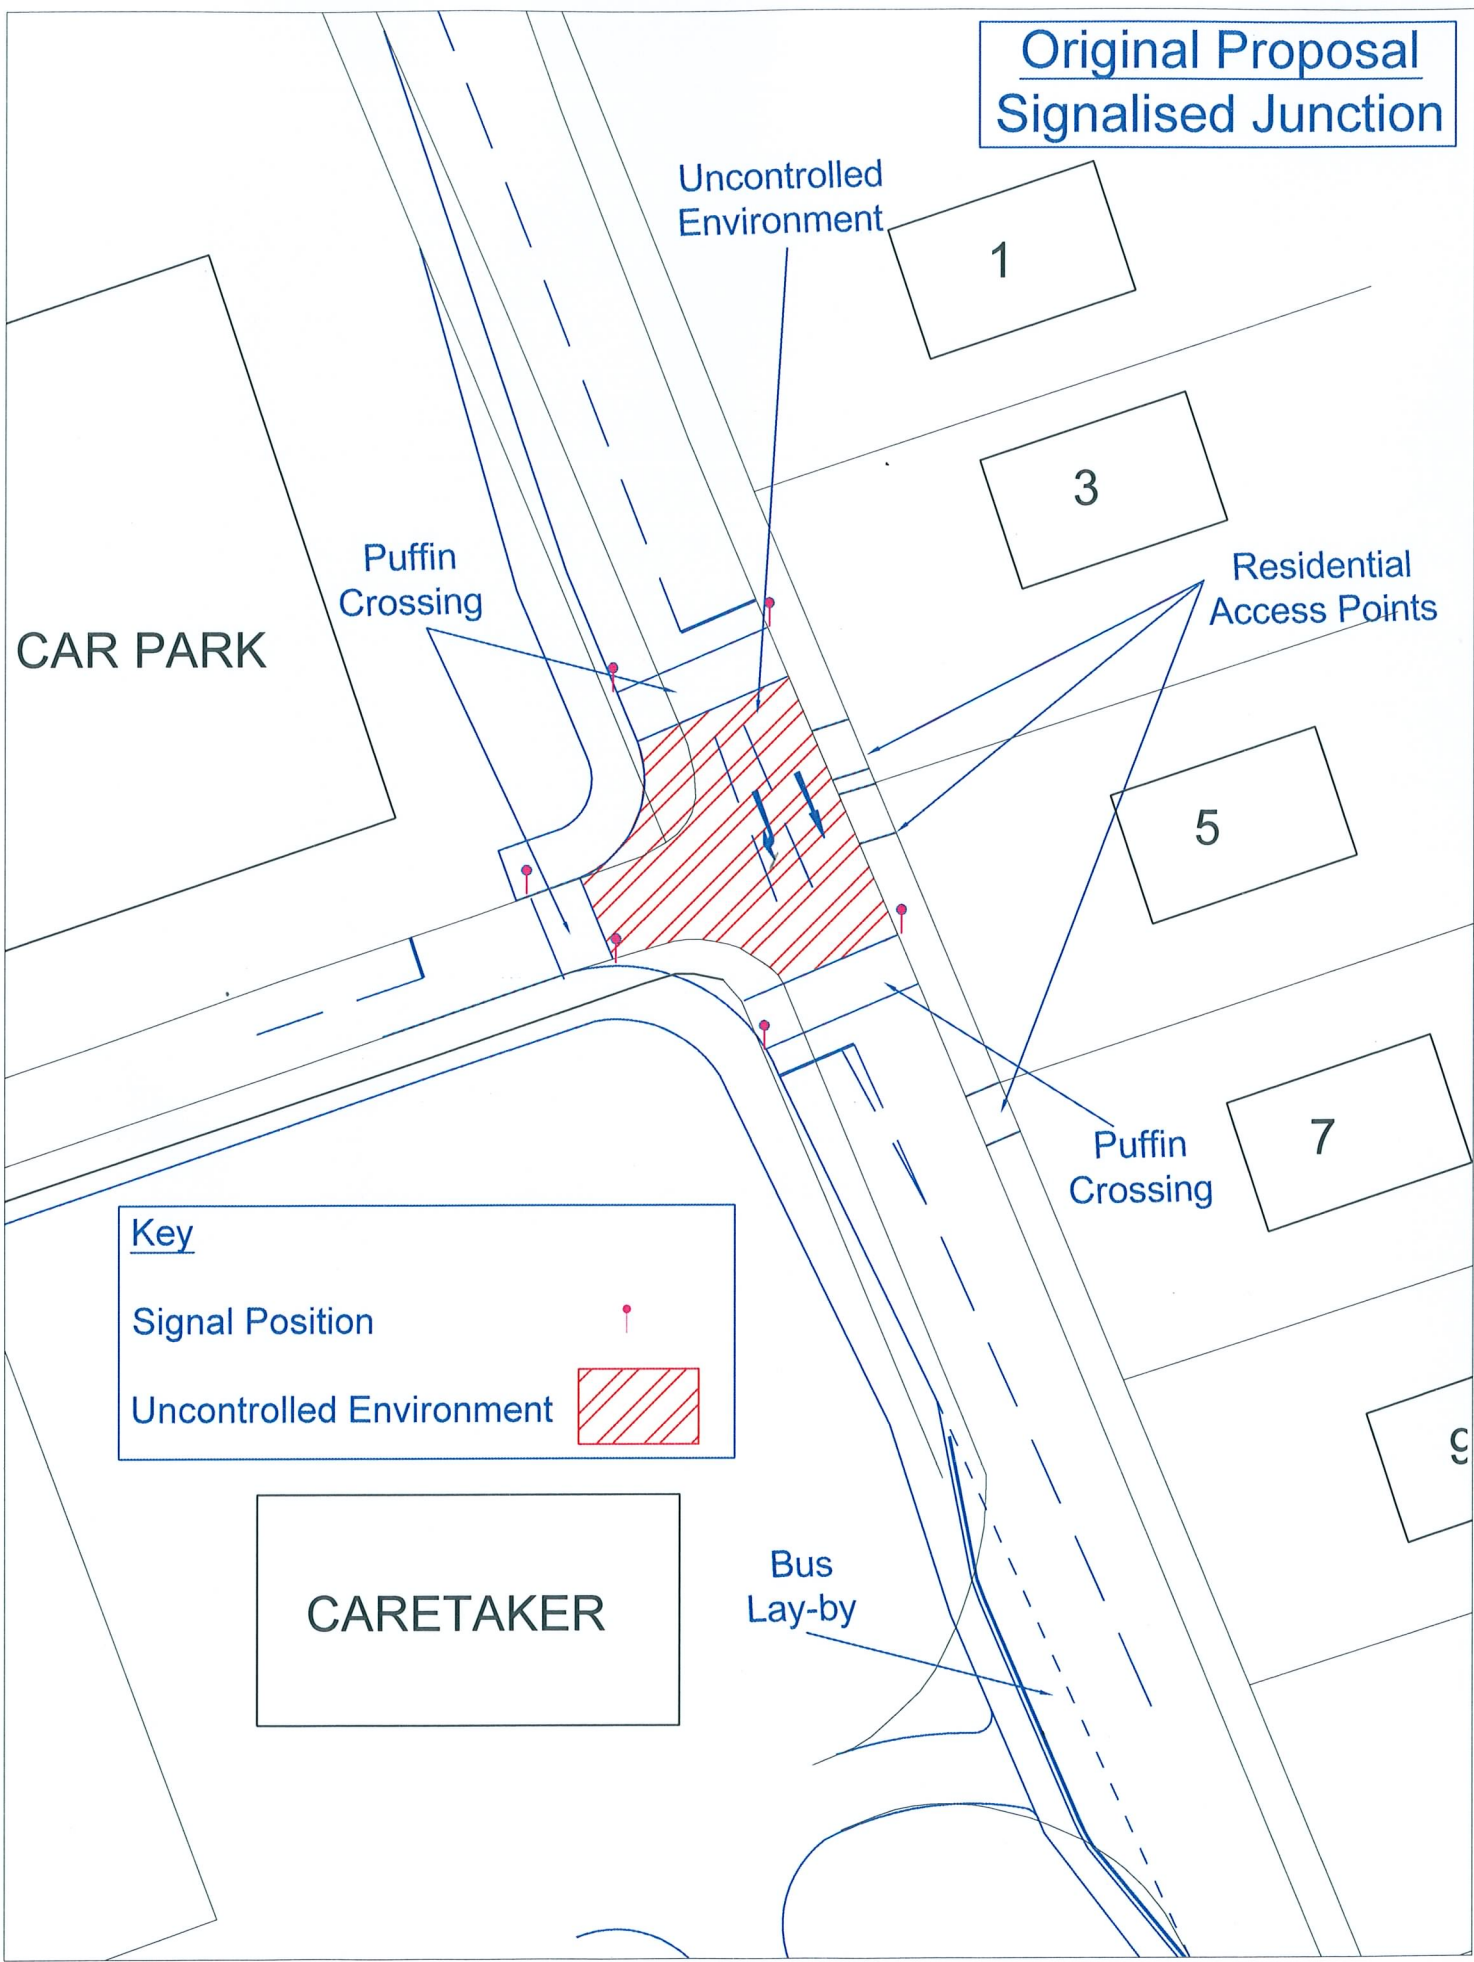 Original Proposal
Signalised Junction
Uncontrolled
Environment
1
3
Puffin
Crossing
Residential
Access Points
CAR PARK
5
7
Puffin
Crossing
Key
Signal Position
Uncontrolled Environment
9
CARETAKER
Bus
Lay-by